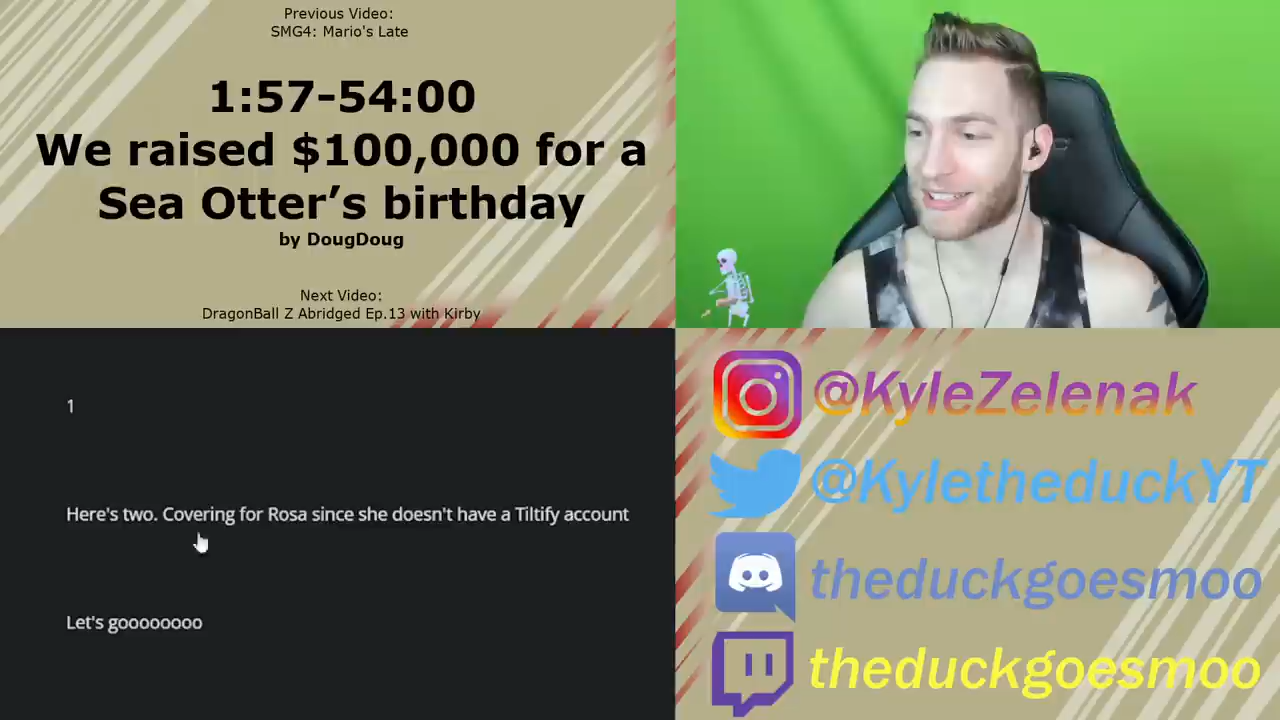 Previous Video:
SMG4: Mario's Late
1:57-54:00
We raised $100,000 for a
Sea Otter’s birthday
by DougDoug
Next Video:
DragonBall Z Abridged Ep.13 with Kirby
1
Here's two. Covering for Rosa since she doesn't have a Tiltify account
Let's goooooooo
@KyleZelenak
@KyletheduckYT
theduckgoesmoo
theduckgoesmoo